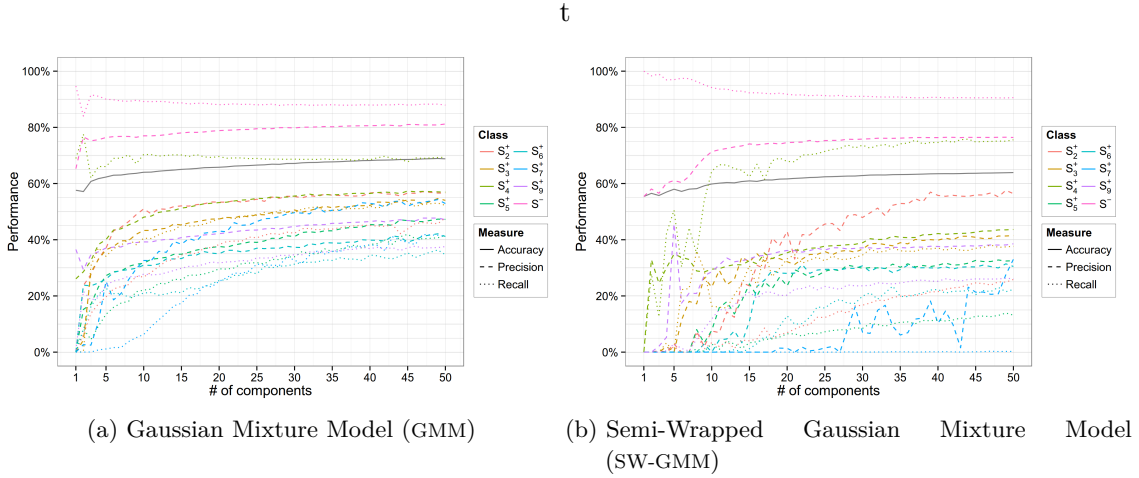 t
100%
80%
60%
40%
20%
0%
Performance
1 5 10 15 20 25 30 35 40 45 50
# of components
Class
S₂⁺ S₆⁺
S₃⁺ S₇⁺
S₄⁺ S₉⁺
S₅⁺ S⁻
Measure
Accuracy
Precision
Recall
(a) Gaussian Mixture Model (GMM)
100%
80%
60%
40%
20%
0%
Performance
1 5 10 15 20 25 30 35 40 45 50
# of components
Class
S₂⁺ S₆⁺
S₃⁺ S₇⁺
S₄⁺ S₉⁺
S₅⁺ S⁻
Measure
Accuracy
Precision
Recall
(b) Semi-Wrapped Gaussian Mixture Model
(SW-GMM)